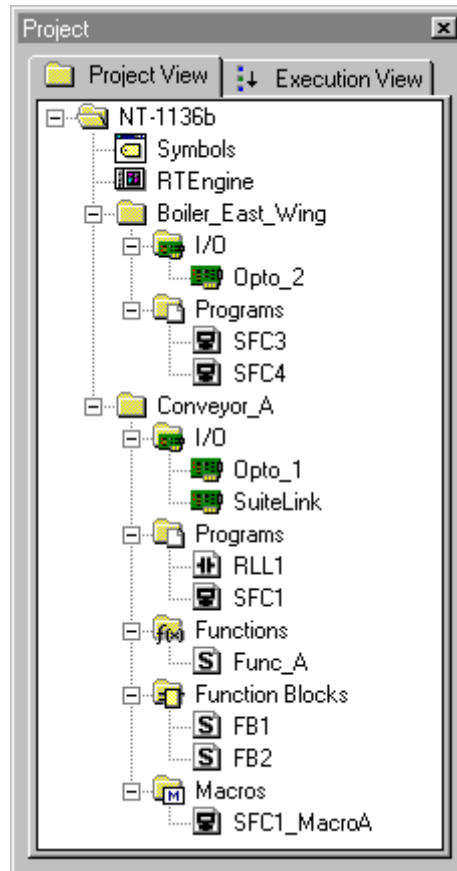 Project
Project View Execution View
NT-1136b
Symbols
RTEngine
Boiler_East_Wing
I/O
Opto_2
Programs
SFC3
SFC4
Conveyor_A
I/O
Opto_1
SuiteLink
Programs
RLL1
SFC1
f(x) Functions
S Func_A
Function Blocks
S FB1
S FB2
M Macros
SFC1_MacroA